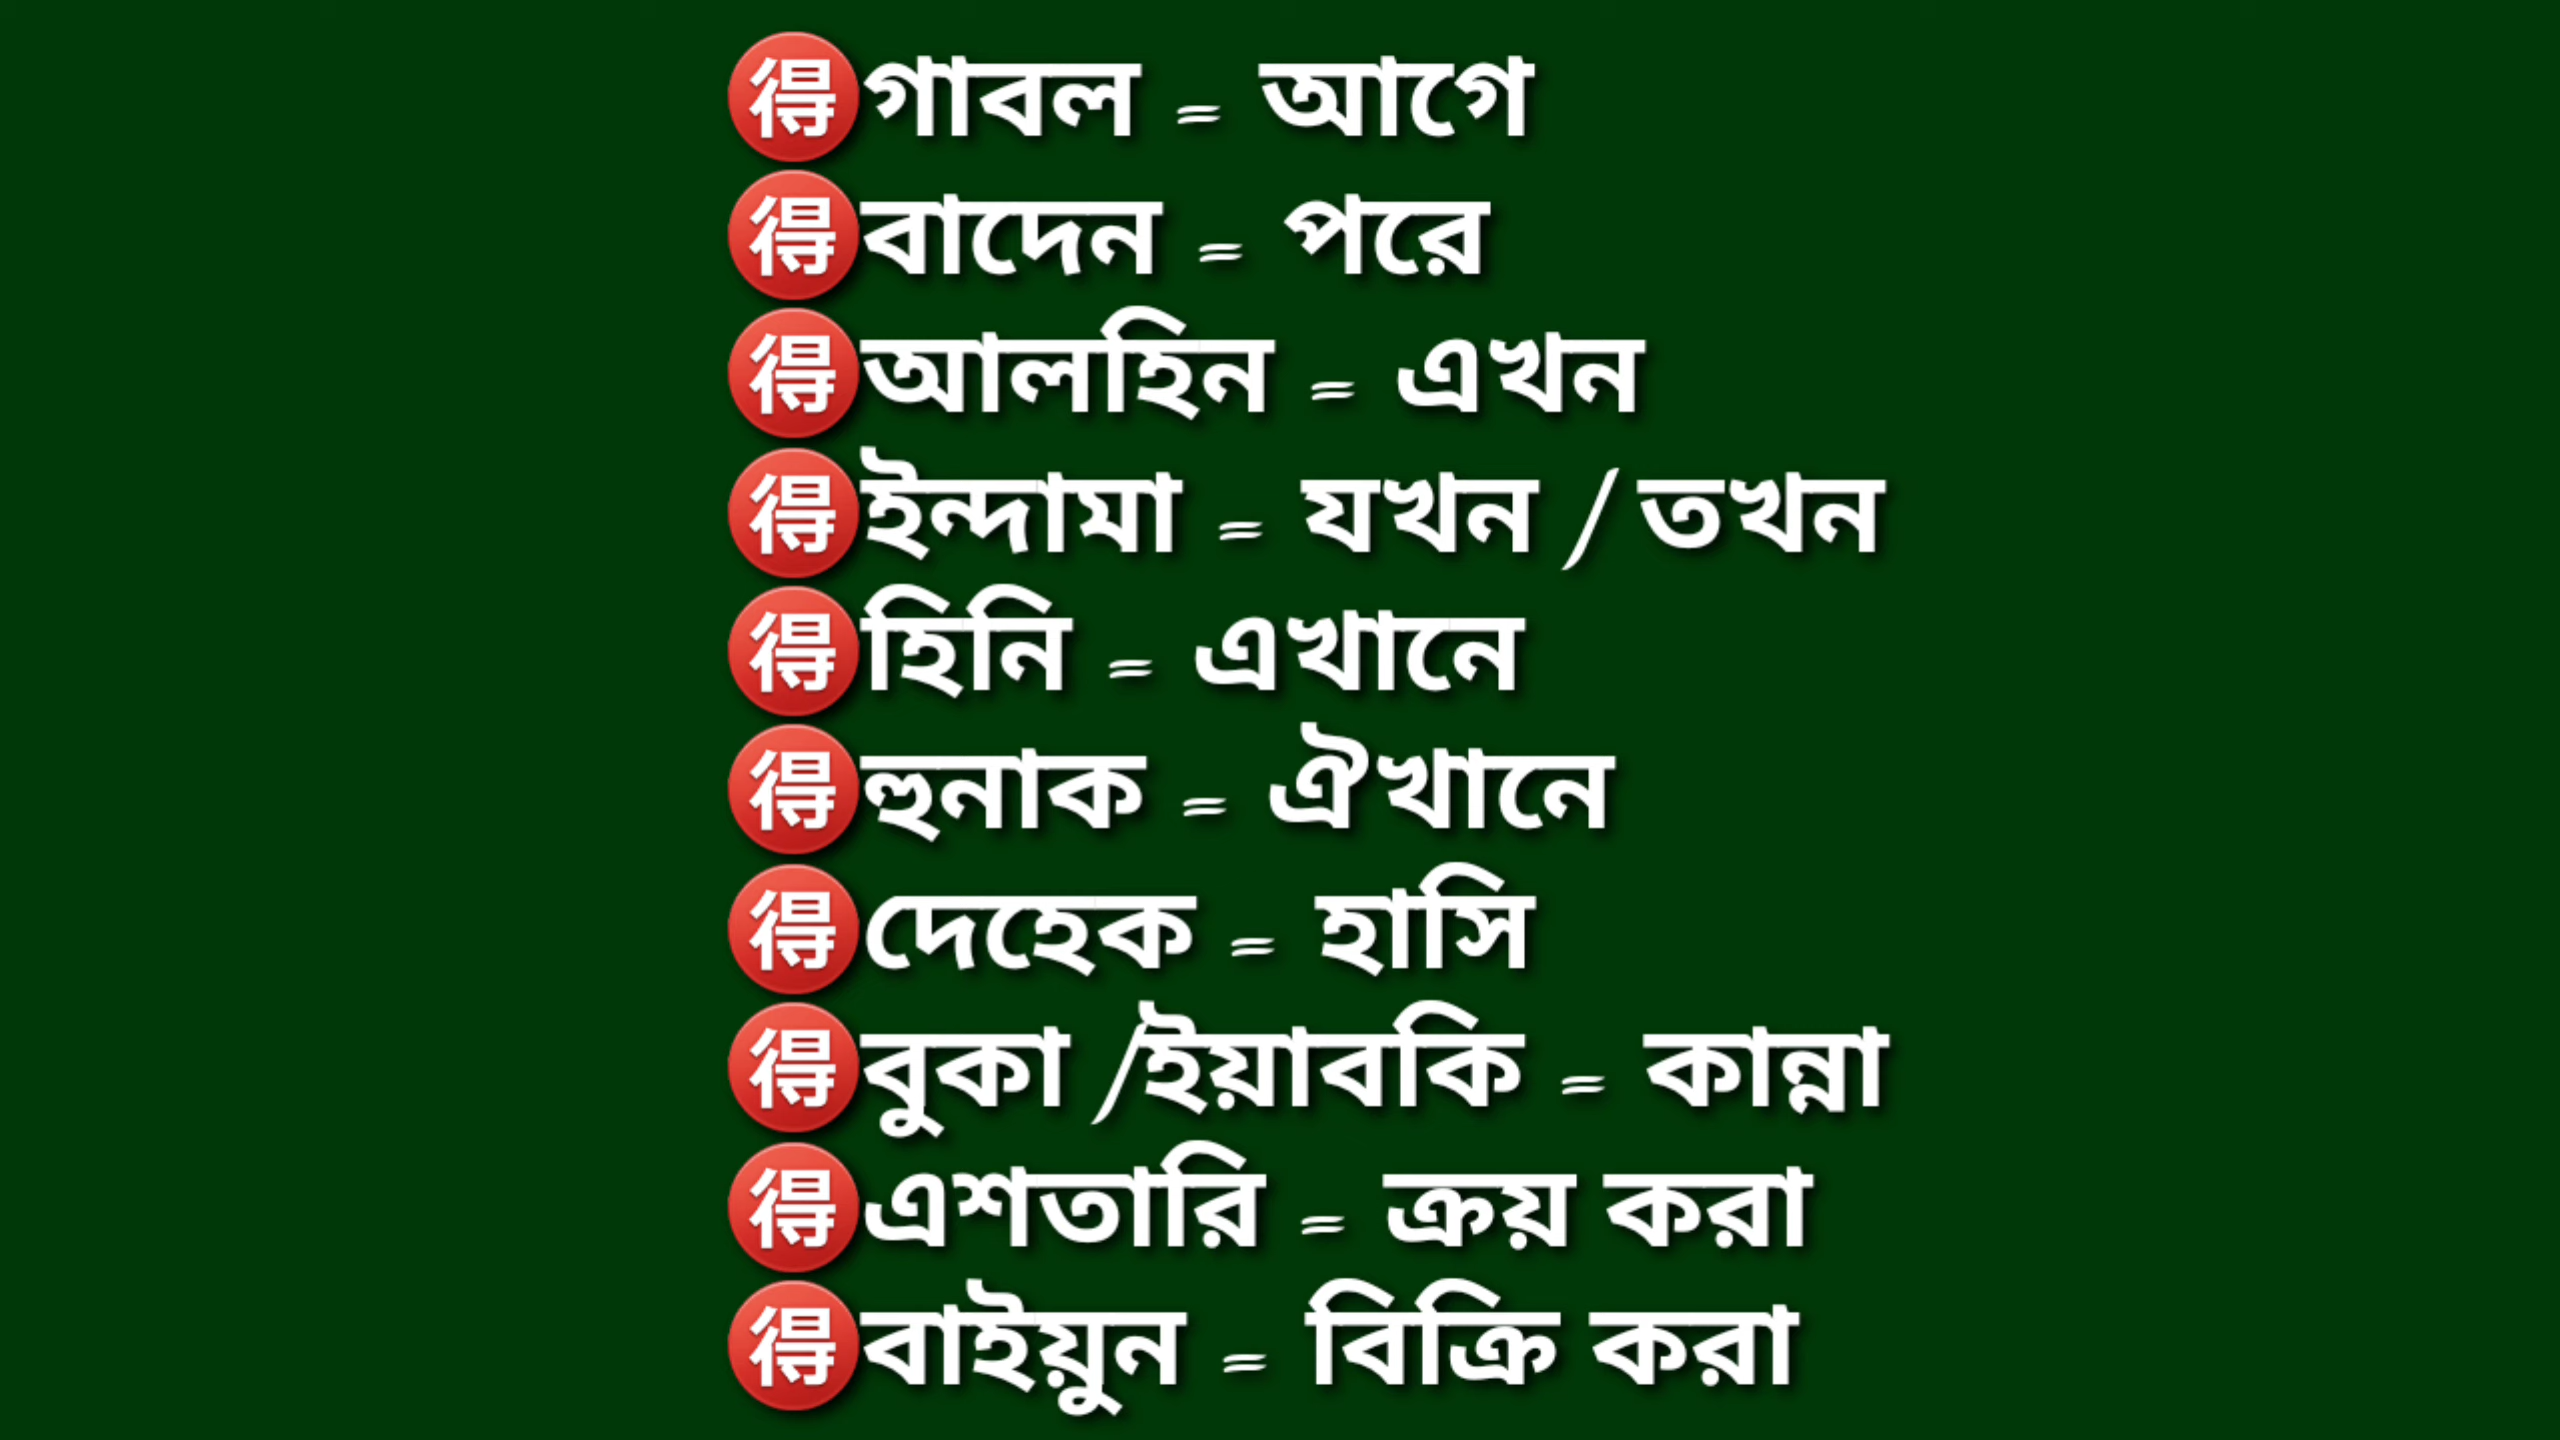 🉐গাবল = আগে
🉐বাদেন = পরে
🉐আলহিন = এখন
🉐ইন্দামা = যখন / তখন
🉐হিনি = এখানে
🉐হুনাক = ঐখানে
🉐দেহেক = হাসি
🉐বুকা /ইয়াবকি = কান্না
🉐এশতারি = ক্রয় করা
🉐বাইয়ুন = বিক্রি করা